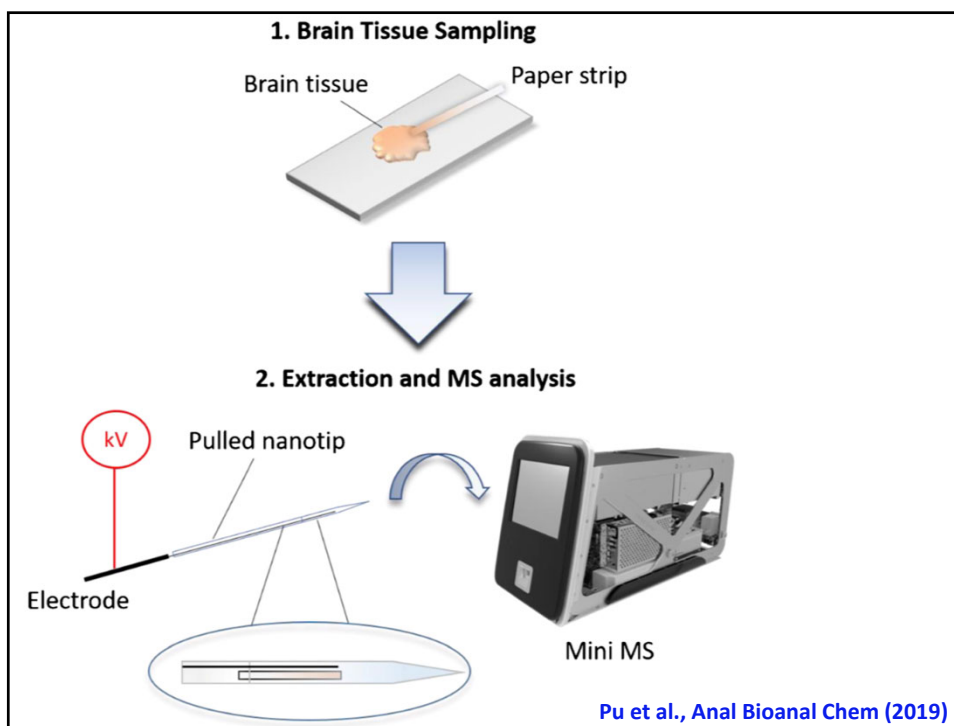 1. Brain Tissue Sampling
Brain tissue
Paper strip
2. Extraction and MS analysis
kV
Pulled nanotip
Electrode
Mini MS
Pu et al., Anal Bioanal Chem (2019)